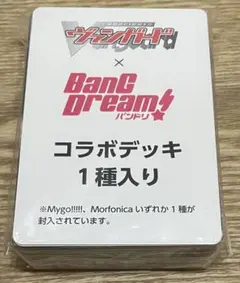 ヴァンガード
×
BanG
Dream!
バンドリ
コラボデッキ
1種入り
※Mygo!!!!!、Morfonica いずれか 1 種が
封入されています。